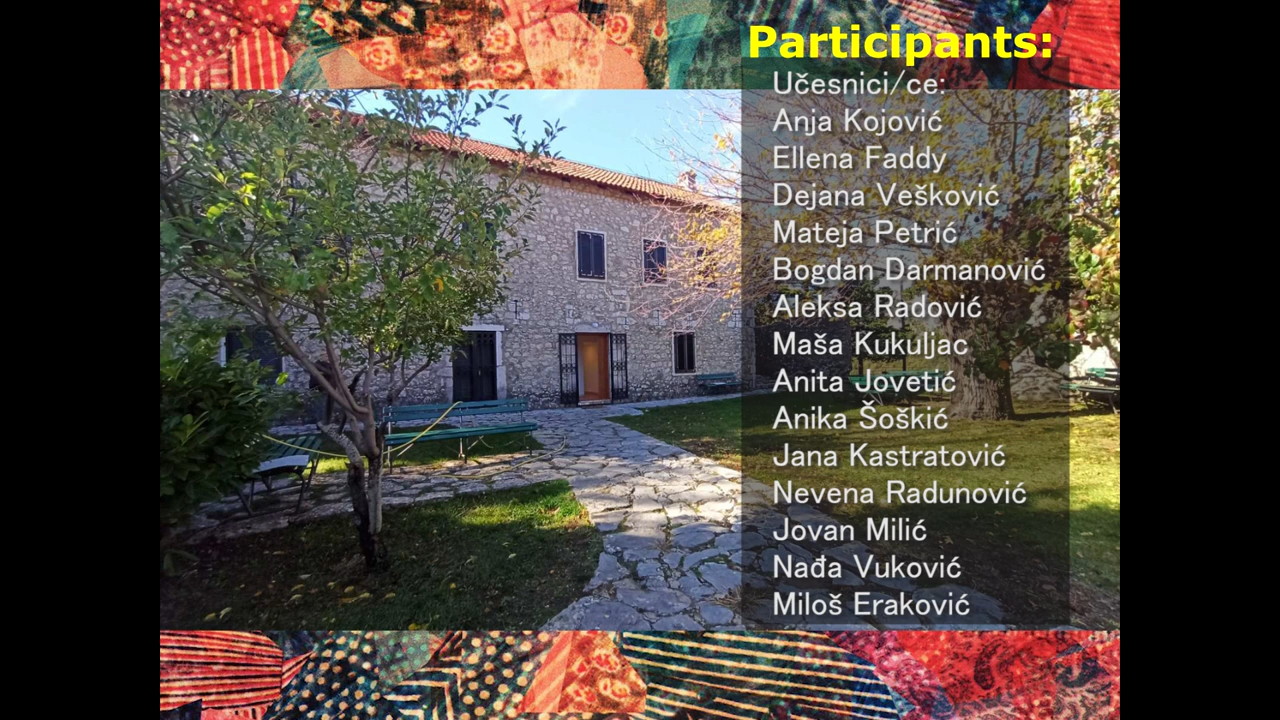 Participants:
Učesnici/ce:
Anja Kojović
Ellena Faddy
Dejana Vešković
Mateja Petrić
Bogdan Darmanović
Aleksa Radović
Maša Kukuljac
Anita Jovetić
Anika Šoškić
Jana Kastratović
Nevena Radunović
Jovan Milić
Nađa Vuković
Miloš Eraković